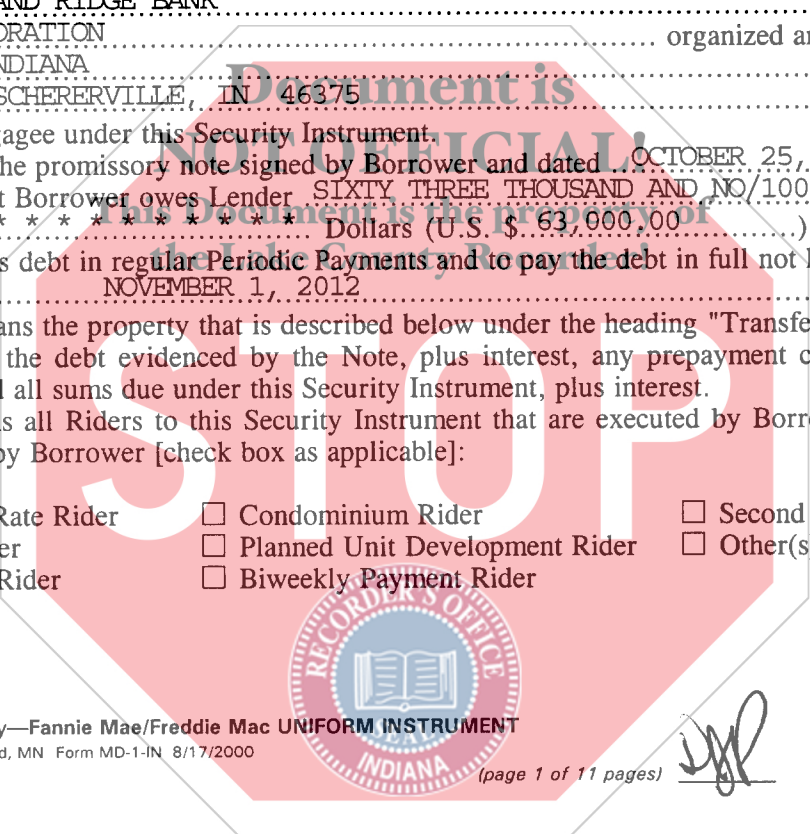 AND RIDGE BANK
ORATION organized
NDIANA
SCHERERVILLE, IN 46375
Document is
gagee under this Security Instrument.
NOT OFFICIAL!
he promissory note signed by Borrower and dated OCTOBER 25,
t Borrower owes Lender SIXTY THREE THOUSAND AND NO/100
This Document is the property of
* * * * * * * * * * * Dollars (U.S. $ 63,000.00 )
the Lake County Recorder!
s debt in regular Periodic Payments and to pay the debt in full not
NOVEMBER 1, 2012
ans the property that is described below under the heading "Transfe
the debt evidenced by the Note, plus interest, any prepayment c
d all sums due under this Security Instrument, plus interest.
s all Riders to this Security Instrument that are executed by Borro
by Borrower [check box as applicable]:
STOP
Rate Rider ☐ Condominium Rider ☐ Second
er ☐ Planned Unit Development Rider ☐ Other(s
Rider ☐ Biweekly Payment Rider
RECORDER'S OFFICE
SEAL
INDIANA
y—Fannie Mae/Freddie Mac UNIFORM INSTRUMENT
d, MN Form MD-1-IN 8/17/2000
(page 1 of 11 pages)